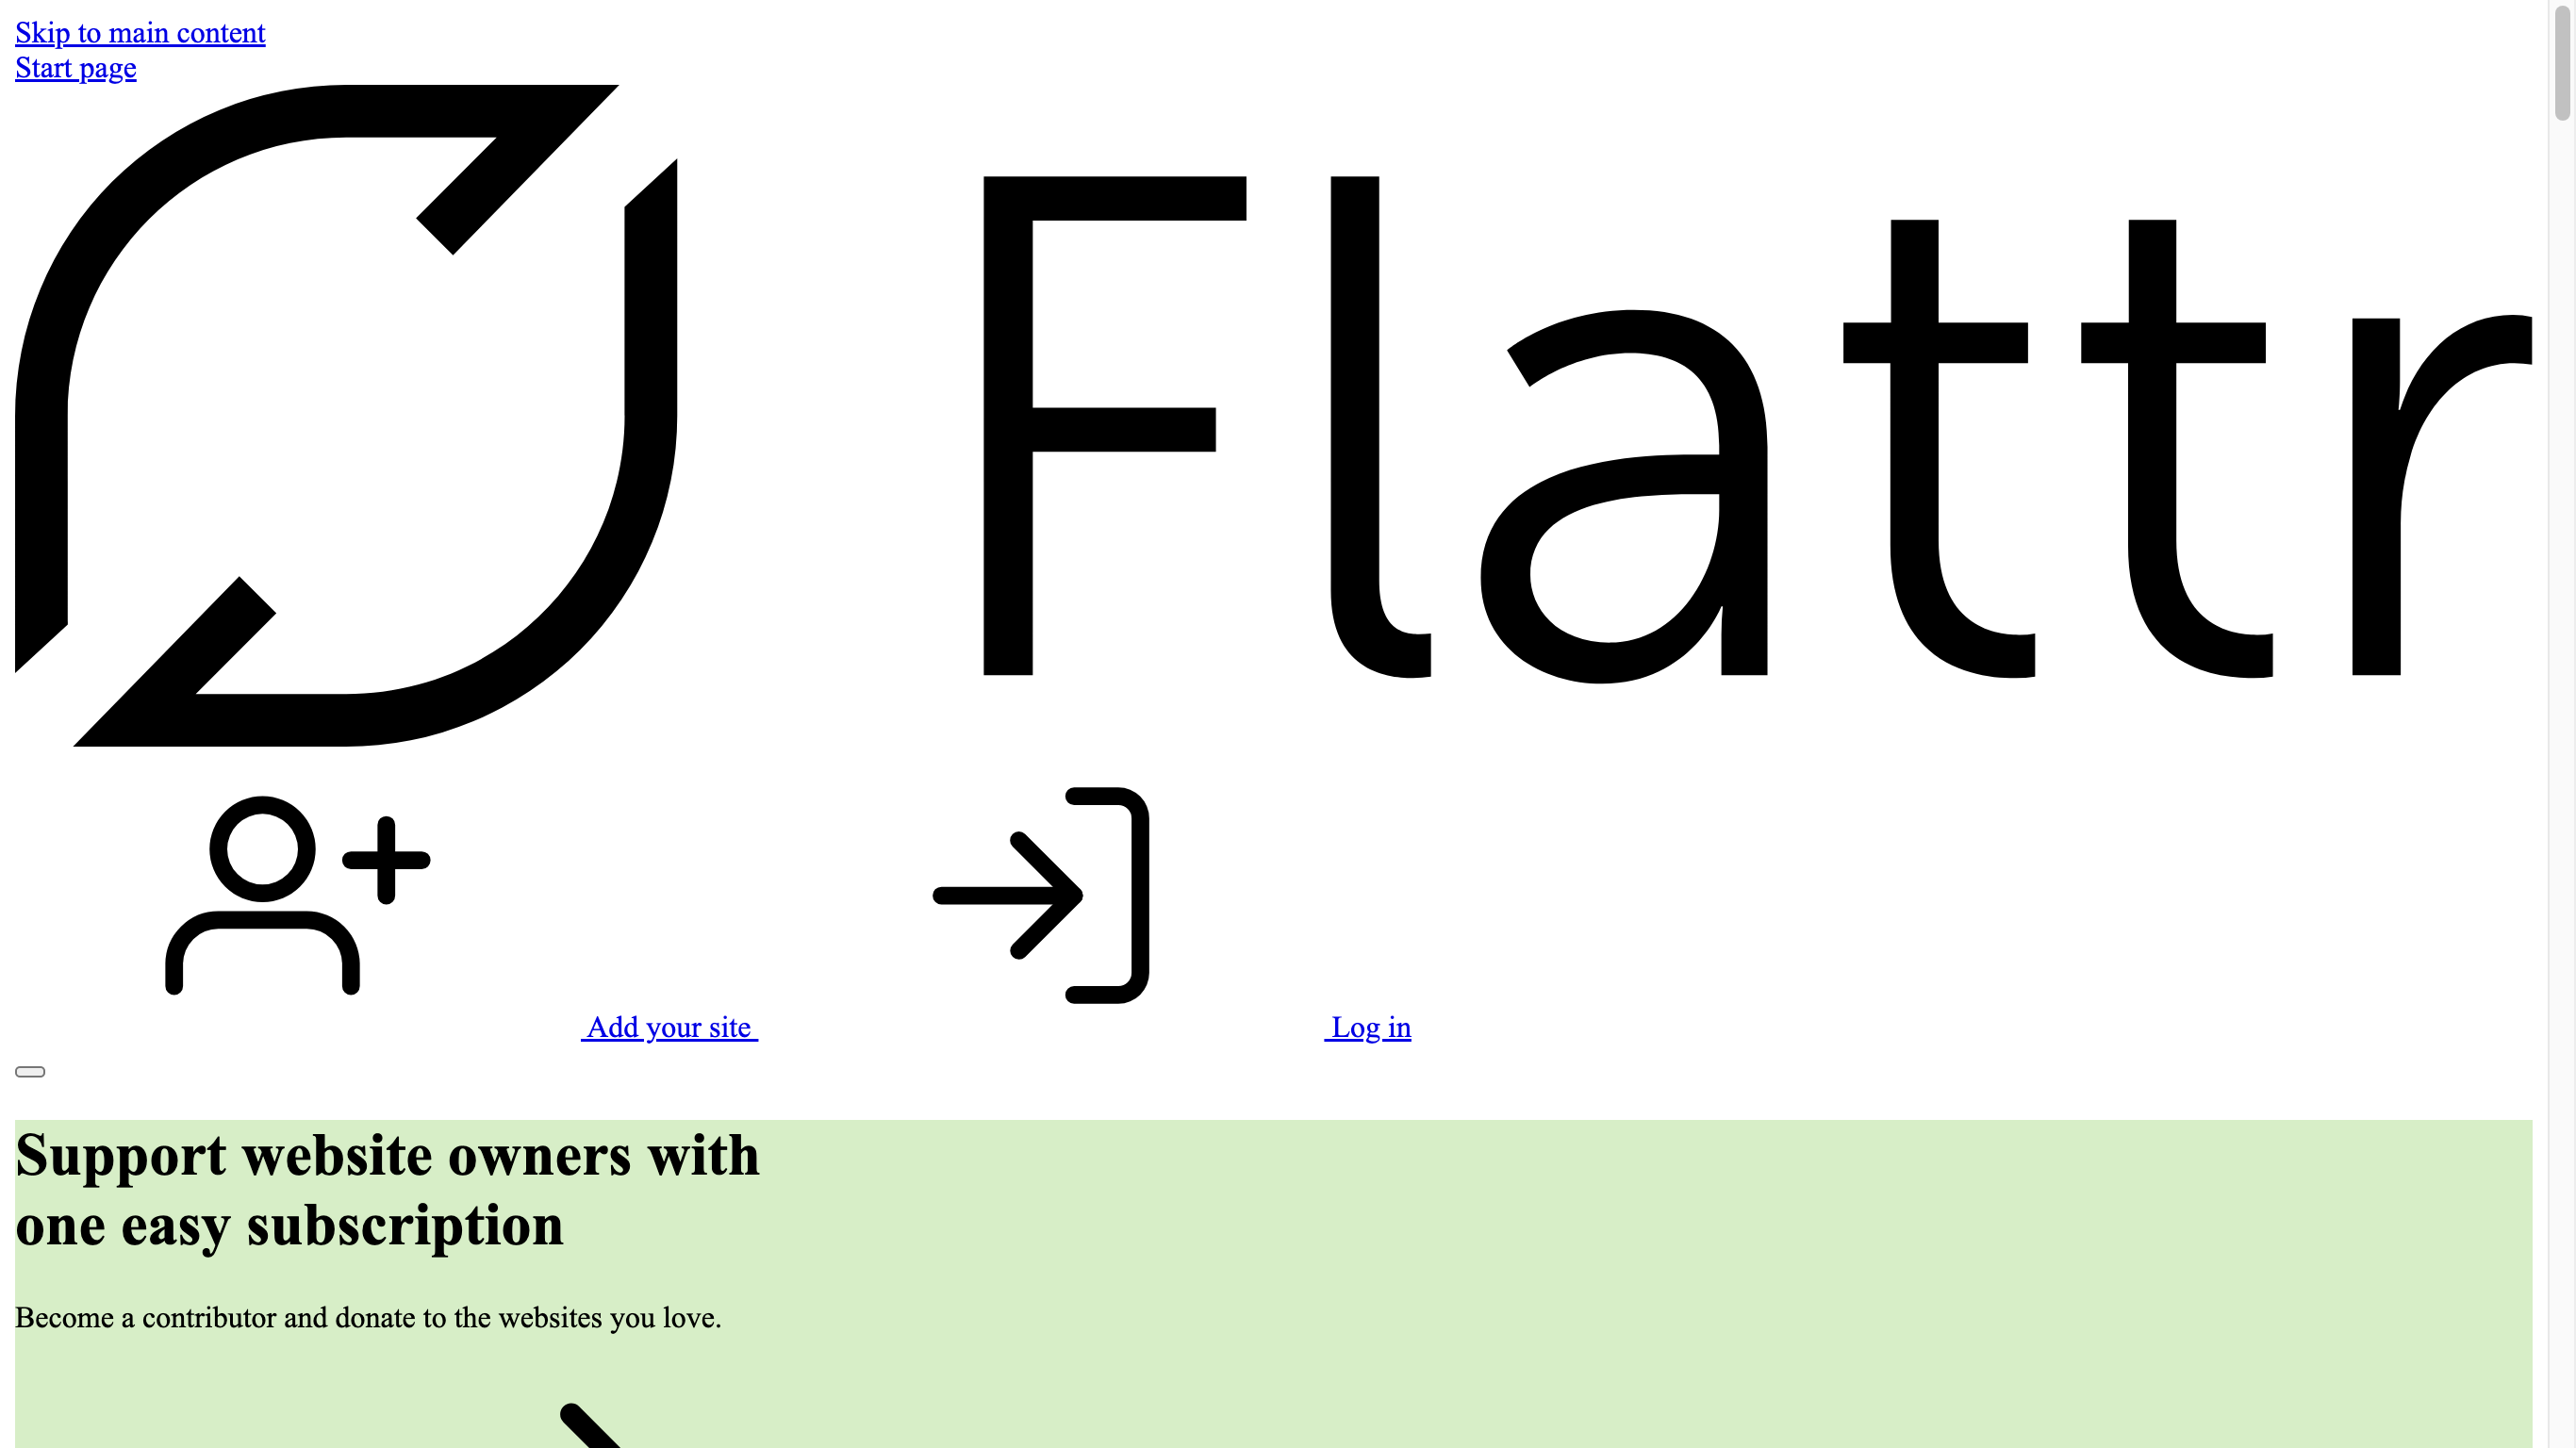 Skip to main content
Start page
Flattr
Add your site
Log in
Support website owners with
one easy subscription
Become a contributor and donate to the websites you love.